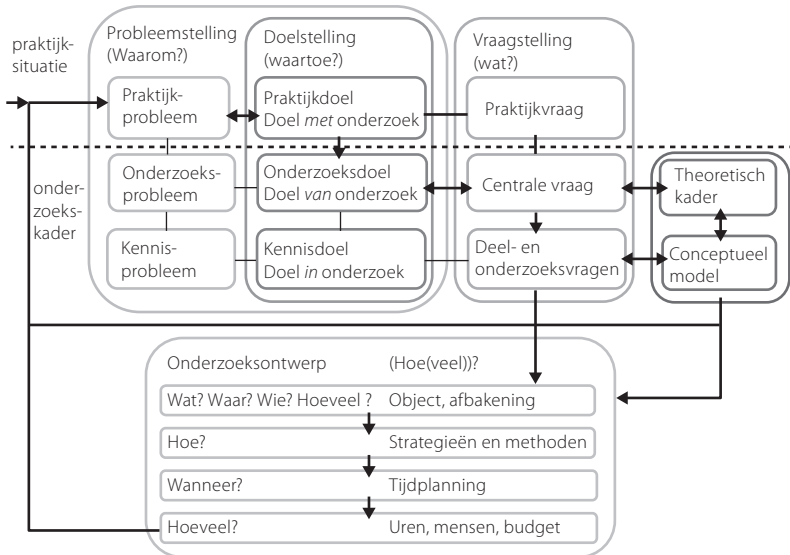 praktijk-
situatie
Probleemstelling
(Waarom?)
Doelstelling
(waartoe?)
Vraagstelling
(wat?)
Praktijk-
probleem
Praktijkdoel
Doel met onderzoek
Praktijkvraag
onder-
zoeks-
kader
Onderzoeks-
probleem
Onderzoeksdoel
Doel van onderzoek
Centrale vraag
Theoretisch
kader
Kennis-
probleem
Kennisdoel
Doel in onderzoek
Deel- en
onderzoeksvragen
Conceptueel
model
Onderzoeksontwerp (Hoe(veel))?
Wat? Waar? Wie? Hoeveel ? Object, afbakening
Hoe? Strategieën en methoden
Wanneer? Tijdplanning
Hoeveel? Uren, mensen, budget